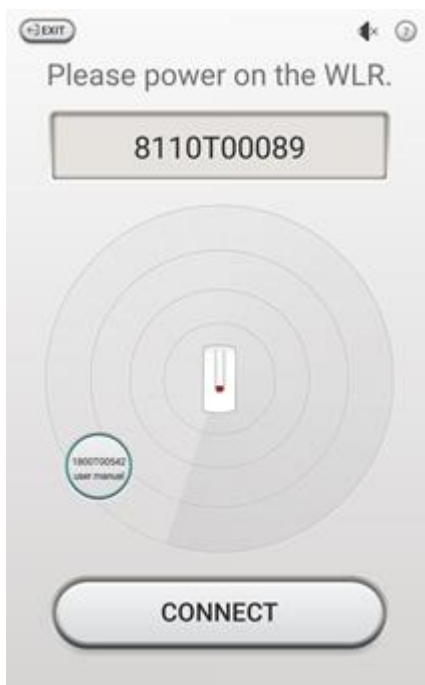 EXIT
?
Please power on the WLR.
8110T00089
1800T00542
user manual
CONNECT